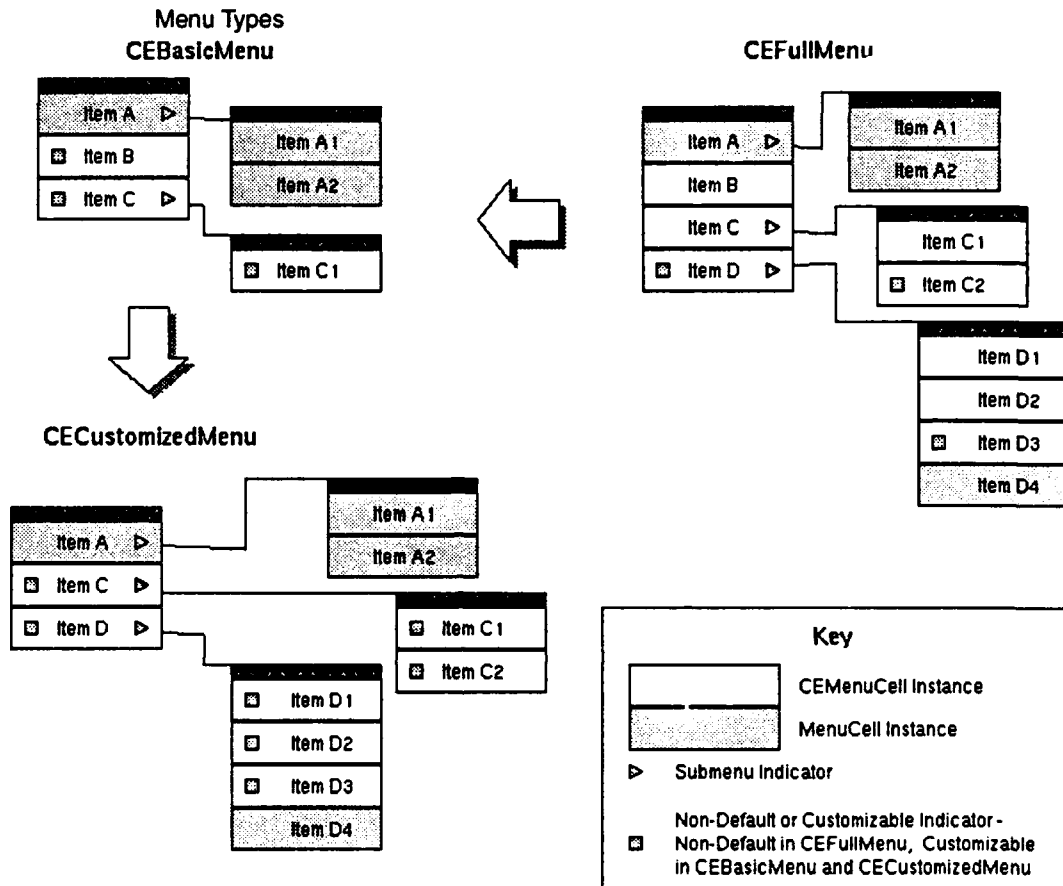 Menu Types
CEBasicMenu
Item A
Item B
Item C
Item A1
Item A2
Item C1
CEFullMenu
Item A
Item B
Item C
Item D
Item A1
Item A2
Item C1
Item C2
Item D1
Item D2
Item D3
Item D4
CECustomizedMenu
Item A
Item C
Item D
Item A1
Item A2
Item C1
Item C2
Item D1
Item D2
Item D3
Item D4
Key
CEMenuCell Instance
MenuCell Instance
Submenu Indicator
Non-Default or Customizable Indicator -
Non-Default in CEFullMenu, Customizable
in CEBasicMenu and CECustomizedMenu